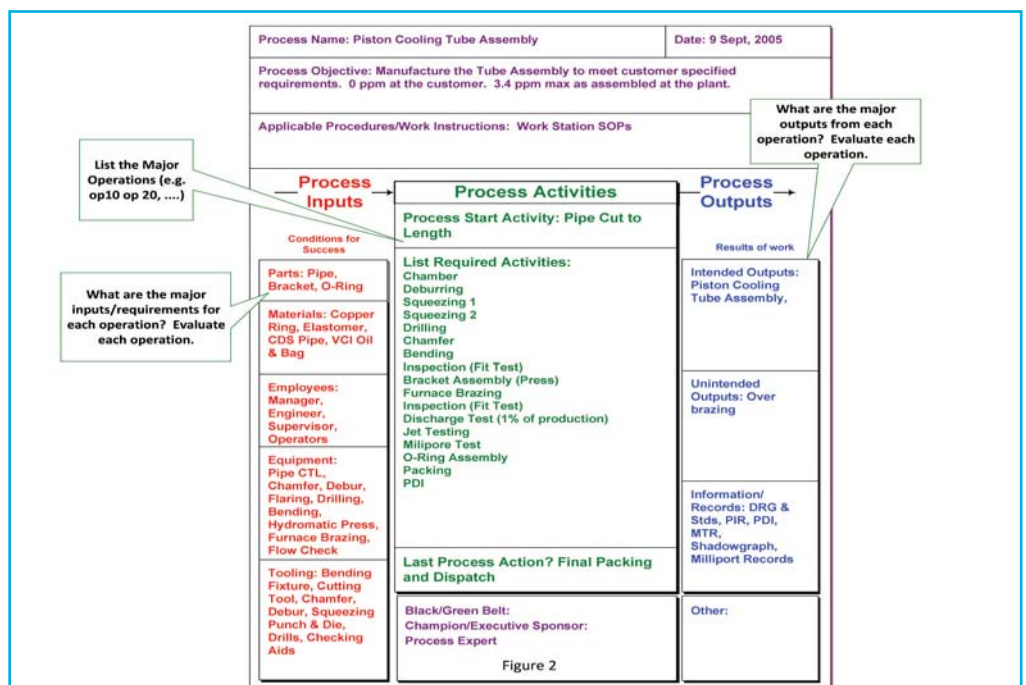 Process Name: Piston Cooling Tube Assembly
Date: 9 Sept, 2005
Process Objective: Manufacture the Tube Assembly to meet customer specified
requirements. 0 ppm at the customer. 3.4 ppm max as assembled at the plant.
Applicable Procedures/Work Instructions: Work Station SOPs
What are the major
outputs from each
operation? Evaluate each
operation.
List the Major
Operations (e.g.
op10 op 20, ....)
What are the major
inputs/requirements for
each operation? Evaluate
each operation.
Process
Inputs
Conditions for
Success
Parts: Pipe,
Bracket, O-Ring
Materials: Copper
Ring, Elastomer,
CDS Pipe, VCI Oil
& Bag
Employees:
Manager,
Engineer,
Supervisor,
Operators
Equipment:
Pipe CTL,
Chamfer, Debur,
Flaring, Drilling,
Bending,
Hydromatic Press,
Furnace Brazing,
Flow Check
Tooling: Bending
Fixture, Cutting
Tool, Chamfer,
Debur, Squeezing
Punch & Die,
Drills, Checking
Aids
Process Activities
Process Start Activity: Pipe Cut to
Length
List Required Activities:
Chamber
Deburring
Squeezing 1
Squeezing 2
Drilling
Chamfer
Bending
Inspection (Fit Test)
Bracket Assembly (Press)
Furnace Brazing
Inspection (Fit Test)
Discharge Test (1% of production)
Jet Testing
Milipore Test
O-Ring Assembly
Packing
PDI
Last Process Action? Final Packing
and Dispatch
Black/Green Belt:
Champion/Executive Sponsor:
Process Expert
Process
Outputs
Results of work
Intended Outputs:
Piston Cooling
Tube Assembly,
Unintended
Outputs: Over
brazing
Information/
Records: DRG &
Stds, PIR, PDI,
MTR,
Shadowgraph,
Milliport Records
Other:
Figure 2